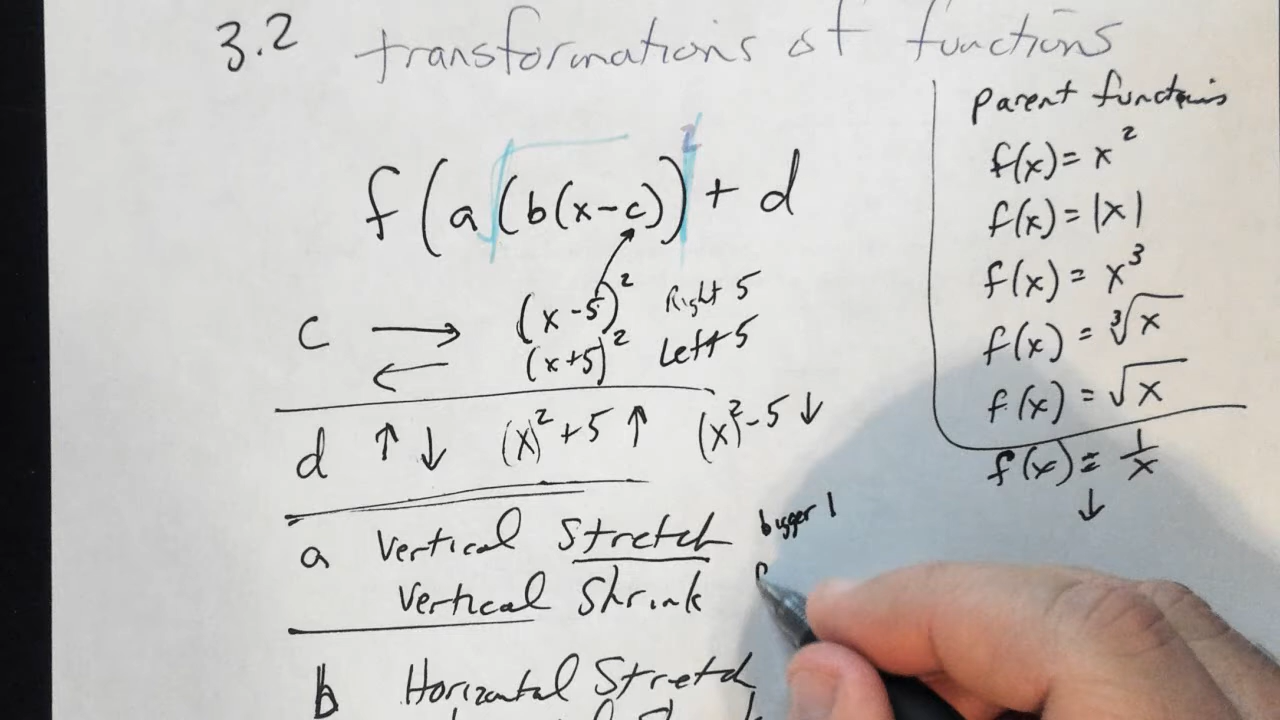 3.2 transformations of functions
f(a(b(x-c))² + d
c → (x-5)² Right 5
← (x+5)² Left 5
d ↑ ↓ (x)²+5 ↑ (x)²-5 ↓
a Vertical Stretch bigger 1
Vertical Shrink
b Horizontal Stretch
parent functions
f(x)= x²
f(x)= |x|
f(x)= x³
f(x) = ∛x
f(x) = √x
f(x) = 1/x
↓